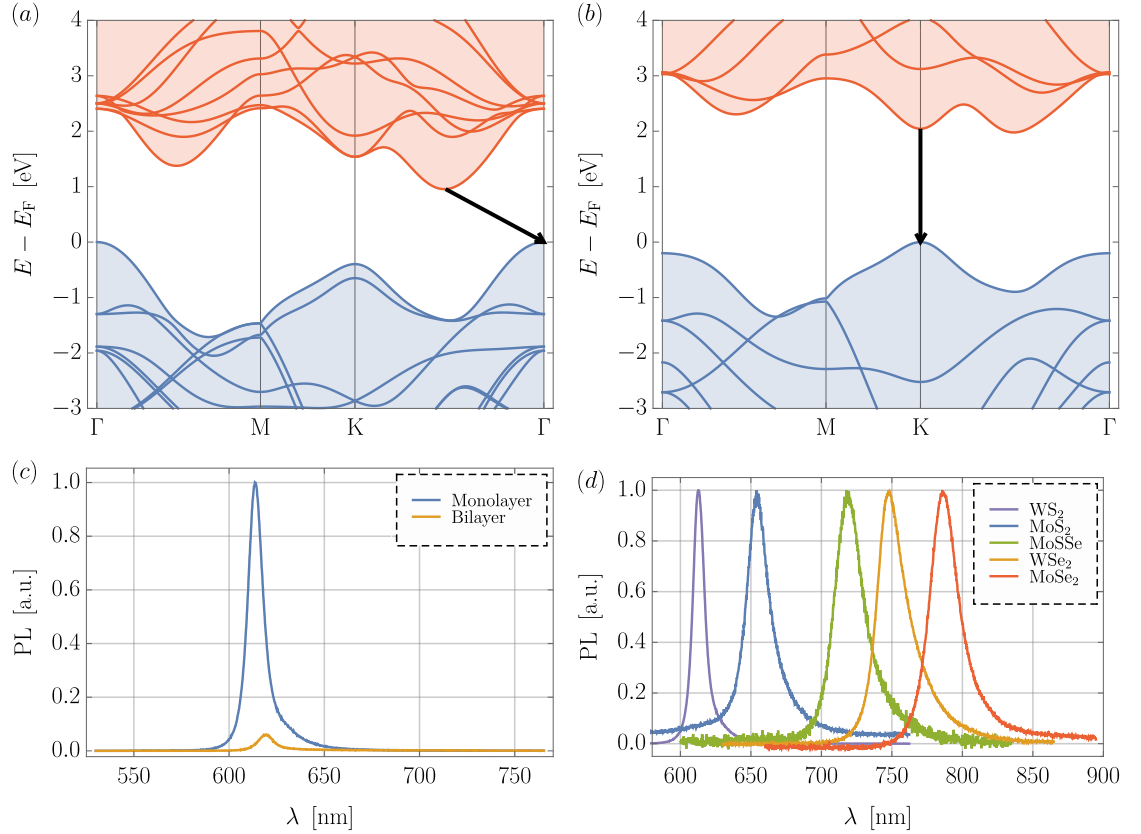 (a)
4
3
2
1
0
−1
−2
−3
E − E_F [eV]
Γ
M
K
Γ
(b)
4
3
2
1
0
−1
−2
−3
E − E_F [eV]
Γ
M
K
Γ
(c)
1.0
0.8
0.6
0.4
0.2
0.0
PL [a.u.]
Monolayer
Bilayer
550
600
650
700
750
λ [nm]
(d)
1.0
0.8
0.6
0.4
0.2
0.0
PL [a.u.]
WS₂
MoS₂
MoSSe
WSe₂
MoSe₂
600
650
700
750
800
850
900
λ [nm]